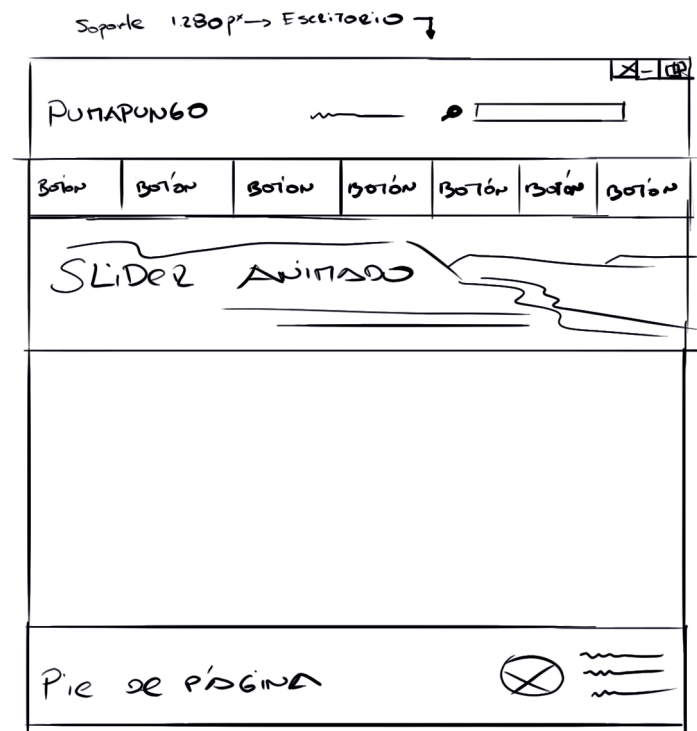 Soporte 1280px → Escritorio
PUMAPUNGO
Botón Botón Botón Botón Botón Botón Botón
SLiDeR ANiMADO
Pie de PÁGiNA